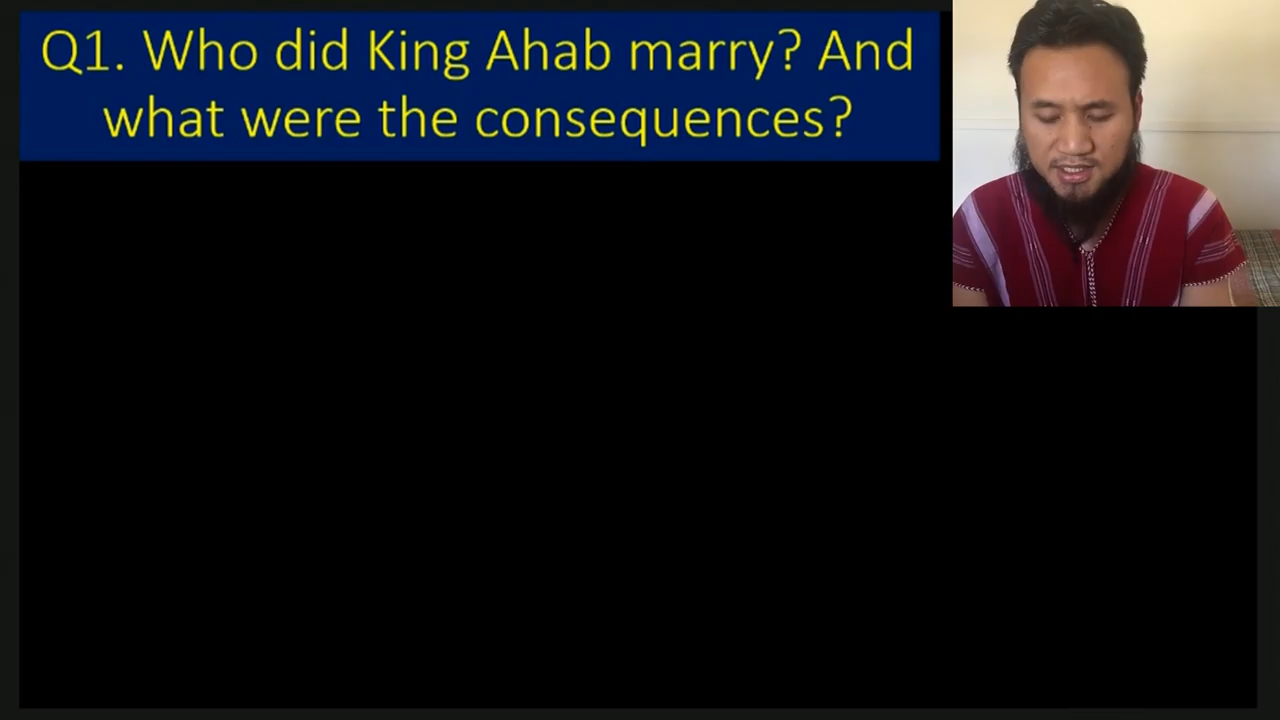 Q1. Who did King Ahab marry? And
what were the consequences?